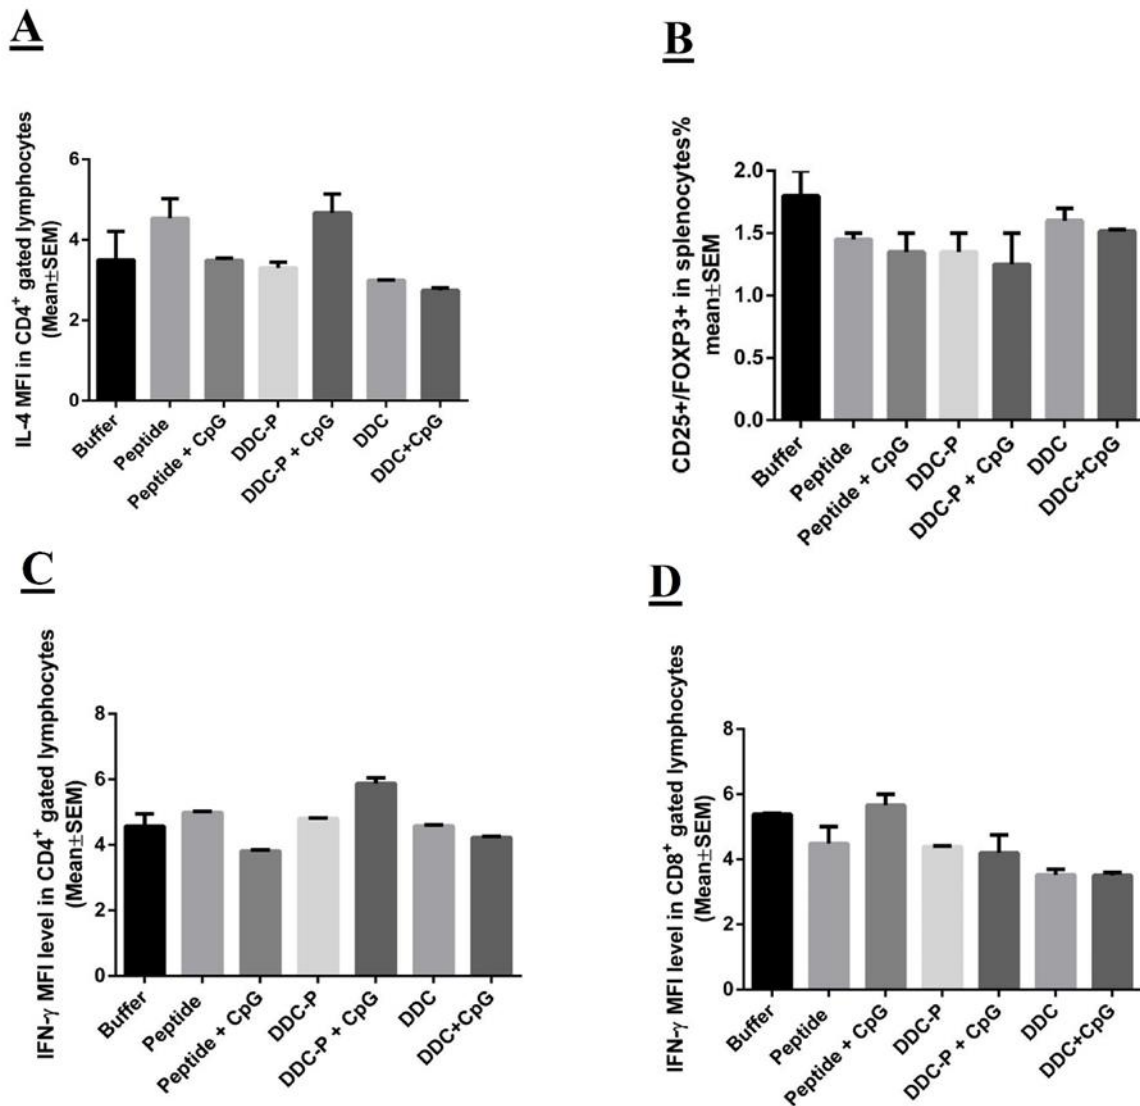 A
IL-4 MFI in CD4+ gated lymphocytes
(Mean±SEM)
6
4
2
0
Buffer
Peptide
Peptide + CpG
DDC-P
DDC-P + CpG
DDC
DDC+CpG
B
CD25+/FOXP3+ in splenocytes%
mean±SEM
2.0
1.5
1.0
0.5
0.0
Buffer
Peptide
Peptide + CpG
DDC-P
DDC-P + CpG
DDC
DDC+CpG
C
IFN-γ MFI level in CD4+ gated lymphocytes
(Mean±SEM)
8
6
4
2
0
Buffer
Peptide
Peptide + CpG
DDC-P
DDC-P + CpG
DDC
DDC+CpG
D
IFN-γ MFI level in CD8+ gated lymphocytes
(Mean±SEM)
8
6
4
2
0
Buffer
Peptide
Peptide + CpG
DDC-P
DDC-P + CpG
DDC
DDC+CpG